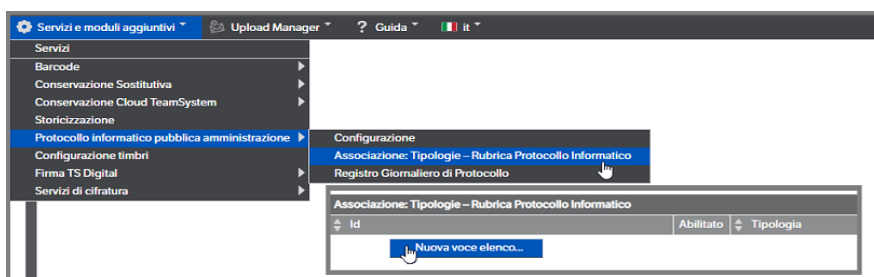 Servizi e moduli aggiuntivi Upload Manager ? Guida it
Servizi
Barcode
Conservazione Sostitutiva
Conservazione Cloud TeamSystem
Storicizzazione
Protocollo informatico pubblica amministrazione
Configurazione timbri
Firma TS Digital
Servizi di cifratura
Configurazione
Associazione: Tipologie – Rubrica Protocollo Informatico
Registro Giornaliero di Protocollo
Associazione: Tipologie – Rubrica Protocollo Informatico
Id Abilitato Tipologia
Nuova voce elenco...